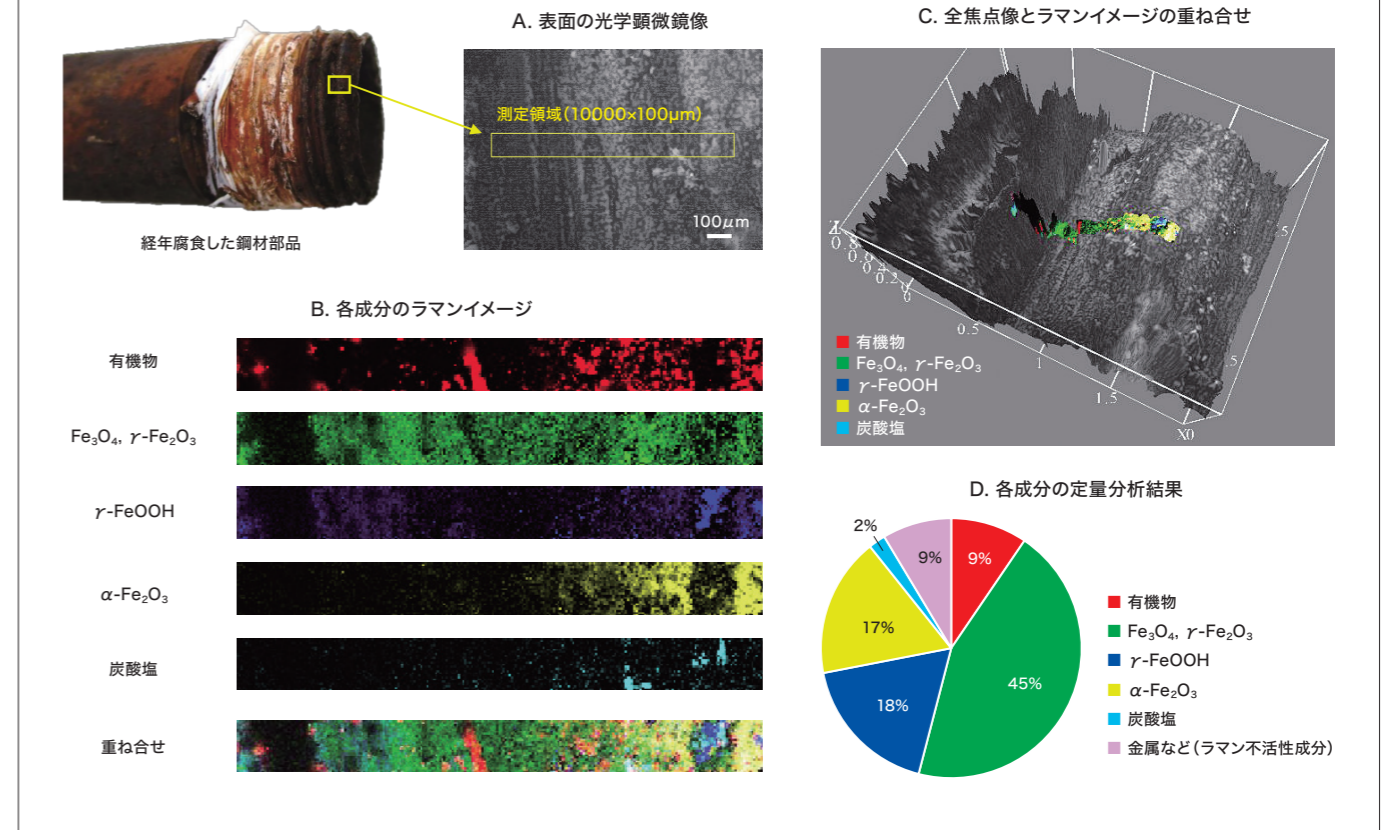 A. 表面の光学顕微鏡像
測定領域(10000×100μm)
100μm
経年腐食した鋼材部品
B. 各成分のラマンイメージ
有機物
Fe₃O₄, γ-Fe₂O₃
γ-FeOOH
α-Fe₂O₃
炭酸塩
重ね合せ
C. 全焦点像とラマンイメージの重ね合せ
Z
0.8
0.6
0.4
0.2
0
0.5
1
1.5
X0
.5
.5
有機物
Fe₃O₄, γ-Fe₂O₃
γ-FeOOH
α-Fe₂O₃
炭酸塩
D. 各成分の定量分析結果
2%
9%
9%
17%
45%
18%
有機物
Fe₃O₄, γ-Fe₂O₃
γ-FeOOH
α-Fe₂O₃
炭酸塩
金属など(ラマン不活性成分)